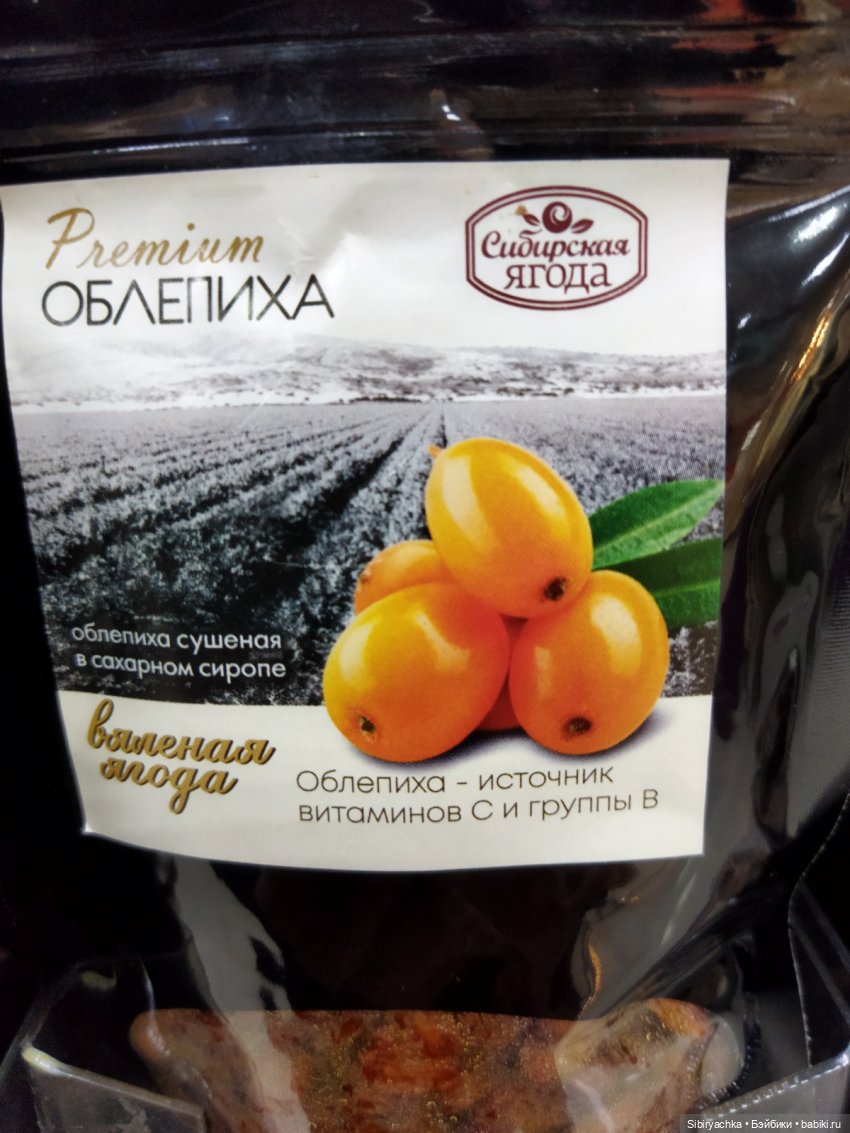 Premium
ОБЛЕПИХА
Сибирская
ЯГОДА
облепиха сушеная
в сахарном сиропе
вяленая
ягода
Облепиха - источник
витаминов С и группы В
Sibiryachka • Бэйбики • babiki.ru